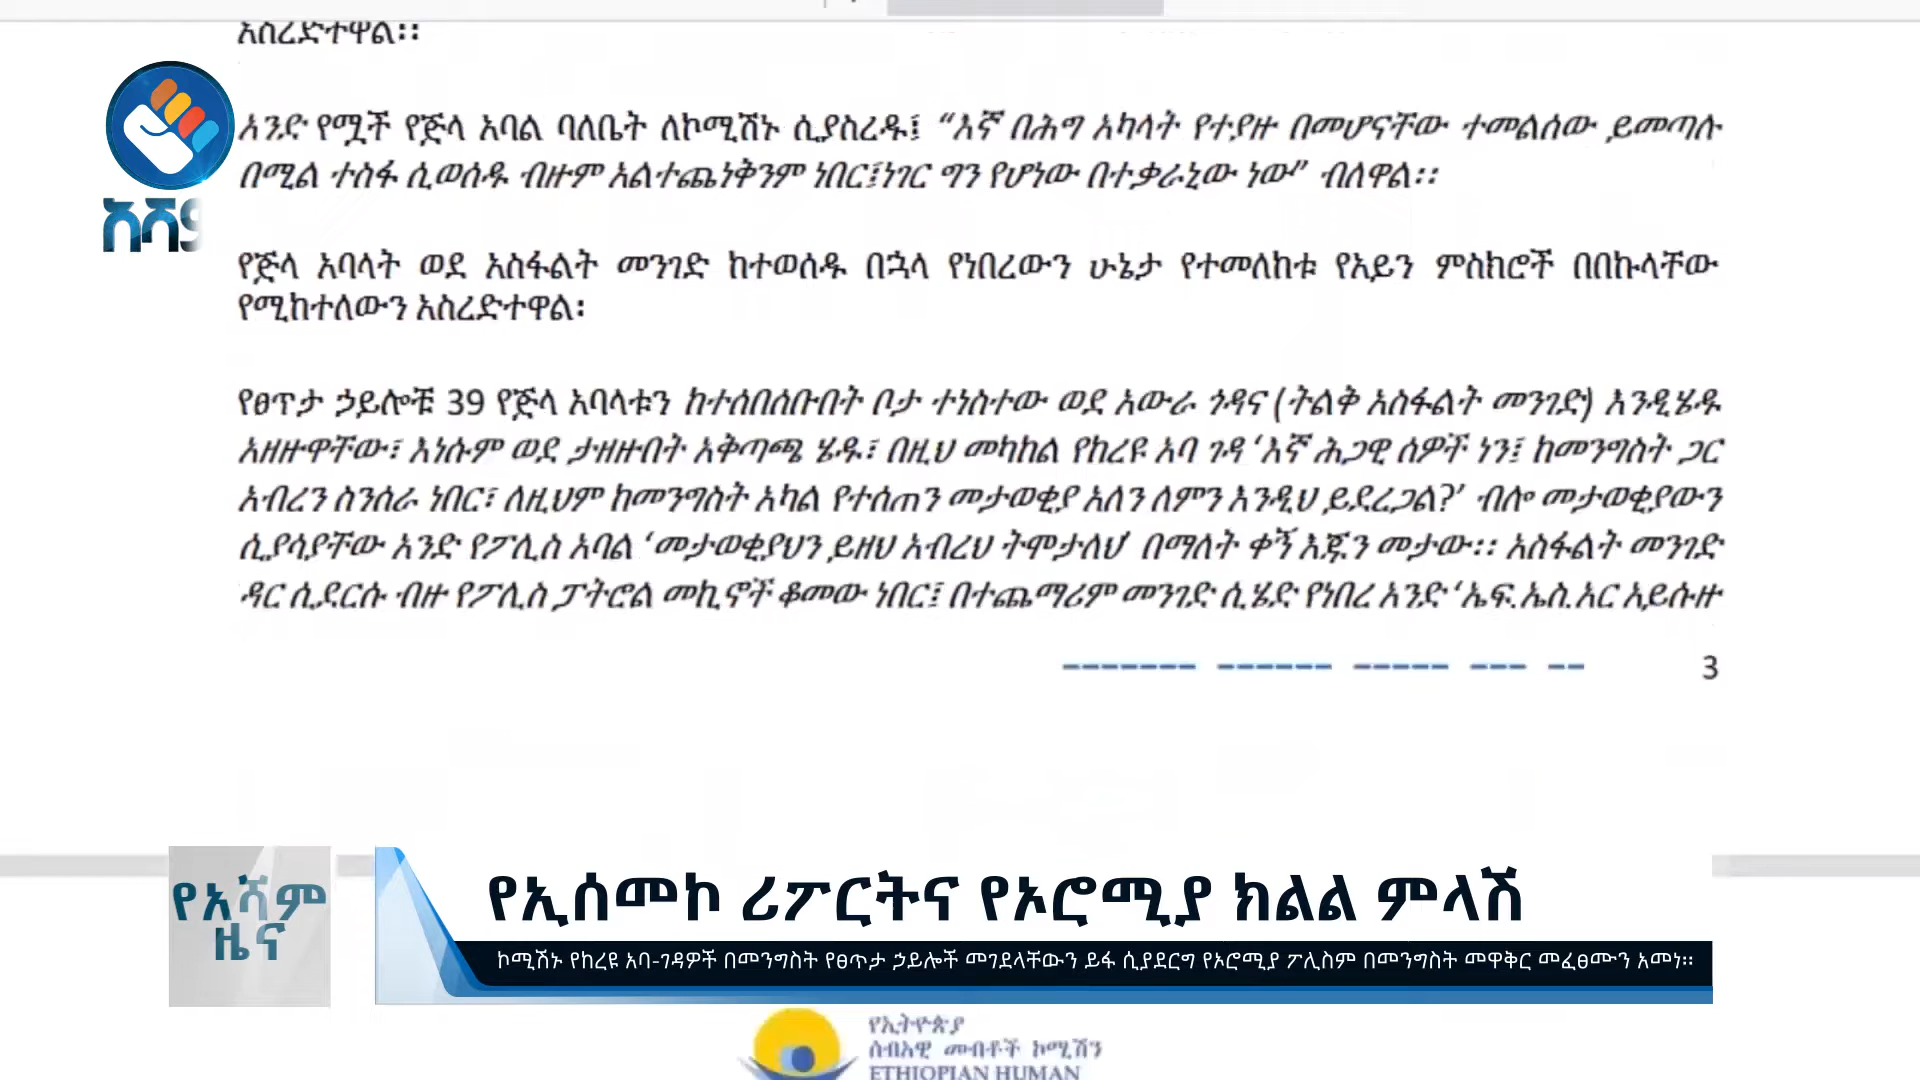 አስረድተዋል፡፡
አንድ የሟች የጅላ አባል ባለቤት ለኮሚሽኑ ሲያስረዱ፤ “እኛ በሕግ አካላት የተያዙ በመሆናቸው ተመልሰው ይመጣሉ
በሚል ተስፋ ሲወሰዱ ብዙም አልተጨነቅንም ነበር፤ነገር ግን የሆነው በተቃራኒው ነው” ብለዋል፡፡
የጅላ አባላት ወደ አስፋልት መንገድ ከተወሰዱ በኋላ የነበረውን ሁኔታ የተመለከቱ የአይን ምስክሮች በበኩላቸው
የሚከተለውን አስረድተዋል፡
የፀጥታ ኃይሎቹ 39 የጅላ አባላቱን ከተሰበሰቡበት ቦታ ተነስተው ወደ አውራ ጎዳና (ትልቅ አስፋልት መንገድ) እንዲሄዱ
አዘዙዋቸው፣ እነሱም ወደ ታዘዙበት አቅጣጫ ሄዱ፣ በዚህ መካከል የከረዩ አባ ገዳ ‘እኛ ሕጋዊ ሰዎች ነን፤ ከመንግስት ጋር
አብረን ስንሰራ ነበር፣ ለዚህም ከመንግስት አካል የተሰጠን መታወቂያ አለን ለምን እንዲህ ይደረጋል?’ ብሎ መታወቂያውን
ሲያሳያቸው አንድ የፖሊስ አባል ‘መታወቂያህን ይዘህ አብረህ ትሞታለህ’ በማለት ቀኝ እጁን መታው፡፡ አስፋልት መንገድ
ዳር ሲደርሱ ብዙ የፖሊስ ፓትሮል መኪኖች ቆመው ነበር፤ በተጨማሪም መንገድ ሲሄድ የነበረ አንድ ‘ኤፍ.ኤስ.አር አይሱዙ
3
የአሻም
ዜና
የኢሰመኮ ሪፖርትና የኦሮሚያ ክልል ምላሽ
ኮሚሽኑ የከረዩ አባ-ገዳዎች በመንግስት የፀጥታ ኃይሎች መገደላቸውን ይፋ ሲያደርግ የኦሮሚያ ፖሊስም በመንግስት መዋቅር መፈፀሙን አመነ፡፡
የኢትዮጵያ
ሰብአዊ መብቶች ኮሚሽን
ETHIOPIAN HUMAN